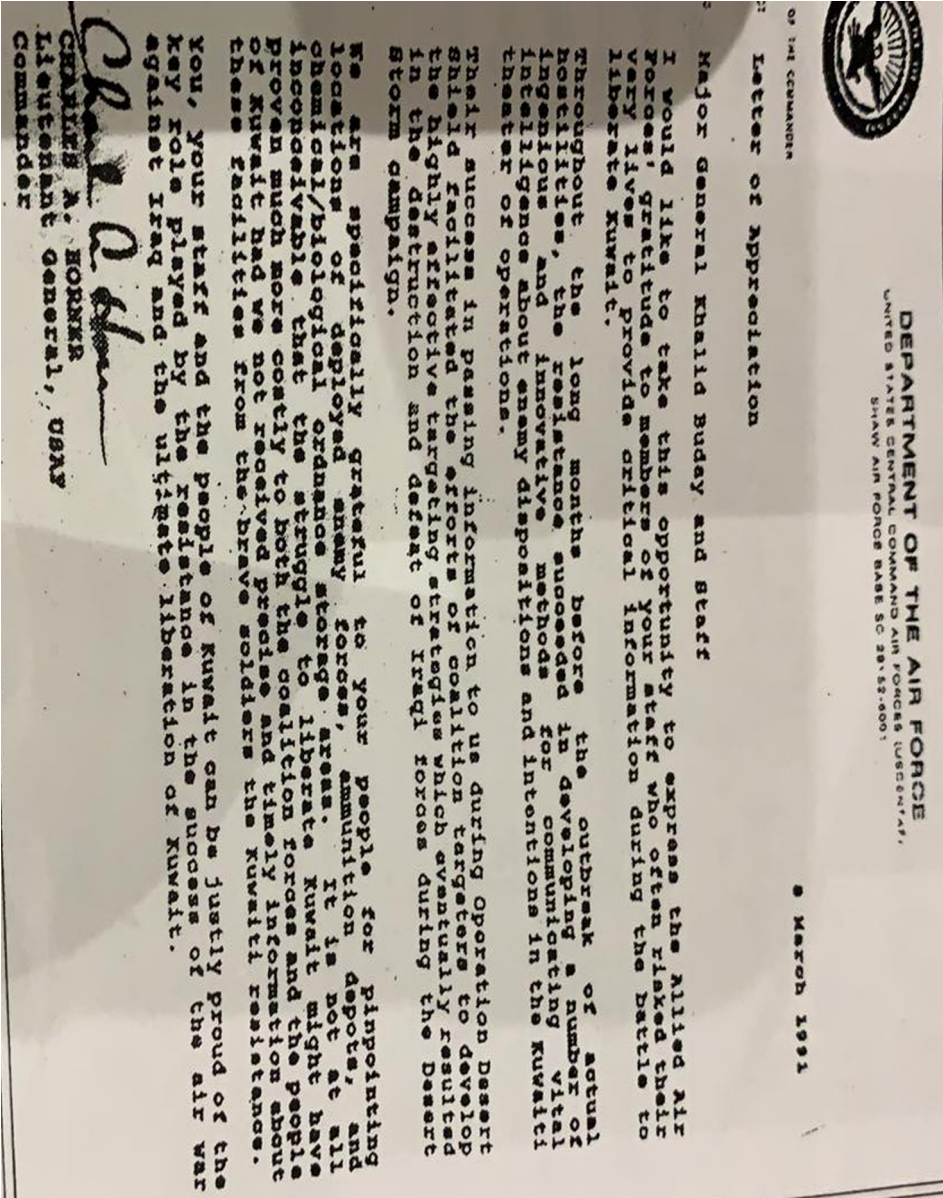 DEPARTMENT OF THE AIR FORCE
UNITED STATES CENTRAL COMMAND AIR FORCES (USCENTAF)
SHAW AIR FORCE BASE SC 29152-5001
OF THE COMMANDER
8 March 1991
Letter of Appreciation
Major General Khalid Buday and Staff
I would like to take this opportunity to express the Allied Air
Forces' gratitude to members of your staff who often risked their
very lives to provide critical information during the battle to
liberate Kuwait.
Throughout the long months before the outbreak of actual
hostilities, the resistance succeeded in developing a number of
ingenious and innovative methods for communicating vital
intelligence about enemy dispositions and intentions in the Kuwaiti
theater of operations.
Their success in passing information to us during Operation Desert
Shield facilitated the efforts of coalition targeters to develop
the highly effective targeting strategies which eventually resulted
in the destruction and defeat of Iraqi forces during the Desert
Storm campaign.
We are specifically grateful to your people for pinpointing
locations of deployed enemy forces, ammunition depots, and
chemical/biological ordnance storage areas. It is not at all
inconceivable that the struggle to liberate Kuwait might have
proven much more costly to both the coalition forces and the people
of Kuwait had we not received precise and timely information about
these facilities from the brave soldiers the Kuwaiti resistance.
You, your staff and the people of Kuwait can be justly proud of the
key role played by the resistance in the success of the air war
against Iraq and the ultimate liberation of Kuwait.
CHARLES A. HORNER
Lieutenant General, USAF
Commander